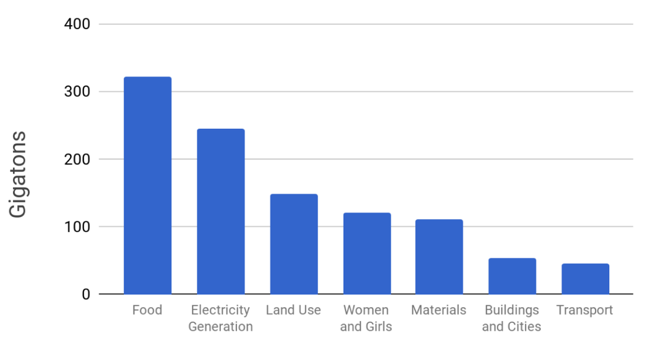 400
300
200
100
0
Gigatons
Food
Electricity
Generation
Land Use
Women
and Girls
Materials
Buildings
and Cities
Transport